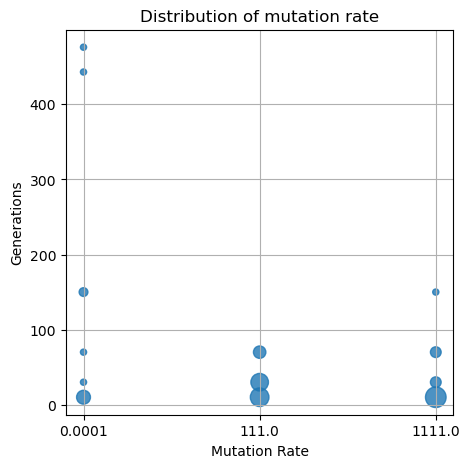 Distribution of mutation rate
Generations
400
300
200
100
0
0.0001 111.0 1111.0
Mutation Rate